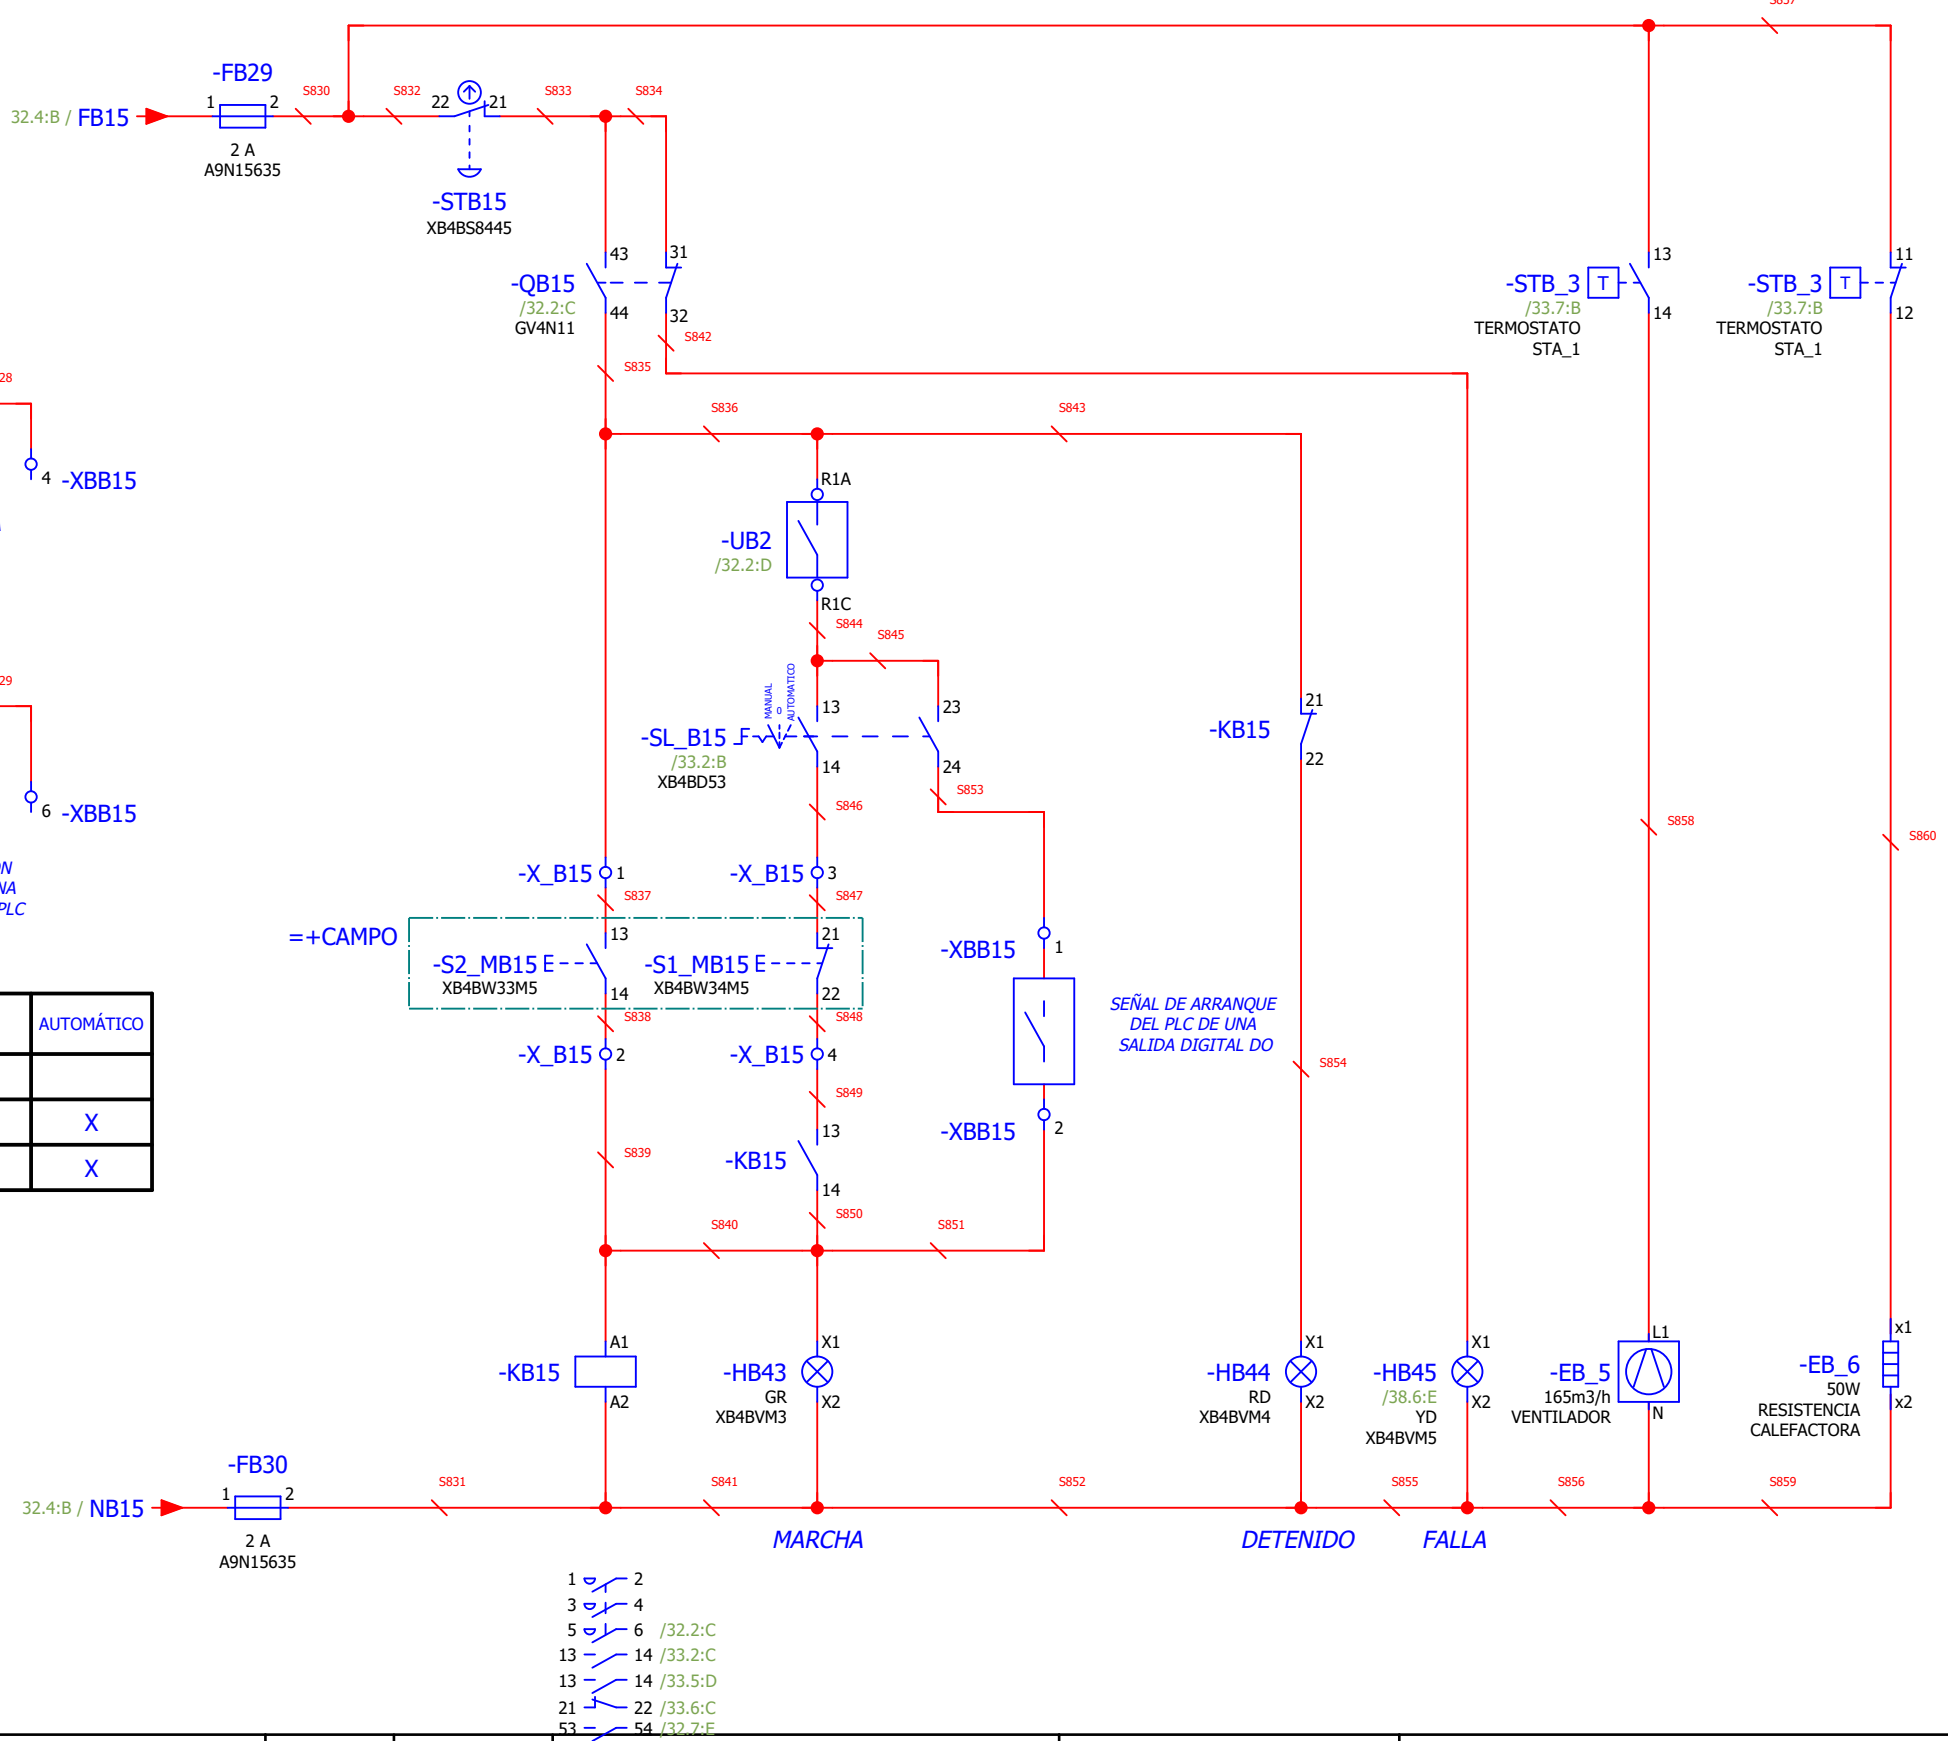 S857
-FB29
1
2
S830
S832
22
21
S833
S834
32.4:B / FB15
2 A
A9N15635
-STB15
XB4BS8445
43
31
-QB15
/32.2:C
GV4N11
44
32
S842
S835
13
-STB_3
T
/33.7:B
14
TERMOSTATO
STA_1
11
-STB_3
T
/33.7:B
12
TERMOSTATO
STA_1
28
S836
S843
4
-XBB15
R1A
-UB2
/32.2:D
R1C
S844
S845
MANUAL
0
AUTOMATICO
29
13
23
-SL_B15
/33.2:B
XB4BD53
14
24
21
-KB15
22
S853
S846
6
-XBB15
S858
S860
-X_B15
1
-X_B15
3
S837
S847
PLC
=+CAMPO
13
21
-S2_MB15
XB4BW33M5
14
-S1_MB15
XB4BW34M5
22
-XBB15
1
S838
S848
SEÑAL DE ARRANQUE
DEL PLC DE UNA
SALIDA DIGITAL DO
AUTOMÁTICO
X
X
-X_B15
2
-X_B15
4
S854
S849
-XBB15
2
13
-KB15
14
S839
S840
S850
S851
A1
-KB15
A2
X1
-HB43
GR
XB4BVM3
X2
X1
-HB44
RD
XB4BVM4
X2
X1
-HB45
/38.6:E
YD
XB4BVM5
X2
L1
-EB_5
165m3/h
VENTILADOR
N
x1
-EB_6
50W
RESISTENCIA
CALEFACTORA
x2
-FB30
1
2
32.4:B / NB15
2 A
A9N15635
S831
S841
S852
S855
S856
S859
MARCHA
DETENIDO
FALLA
1 2
3 4
5 6 /32.2:C
13 14 /33.2:C
13 14 /33.5:D
21 22 /33.6:C
53 54 /32.7:E